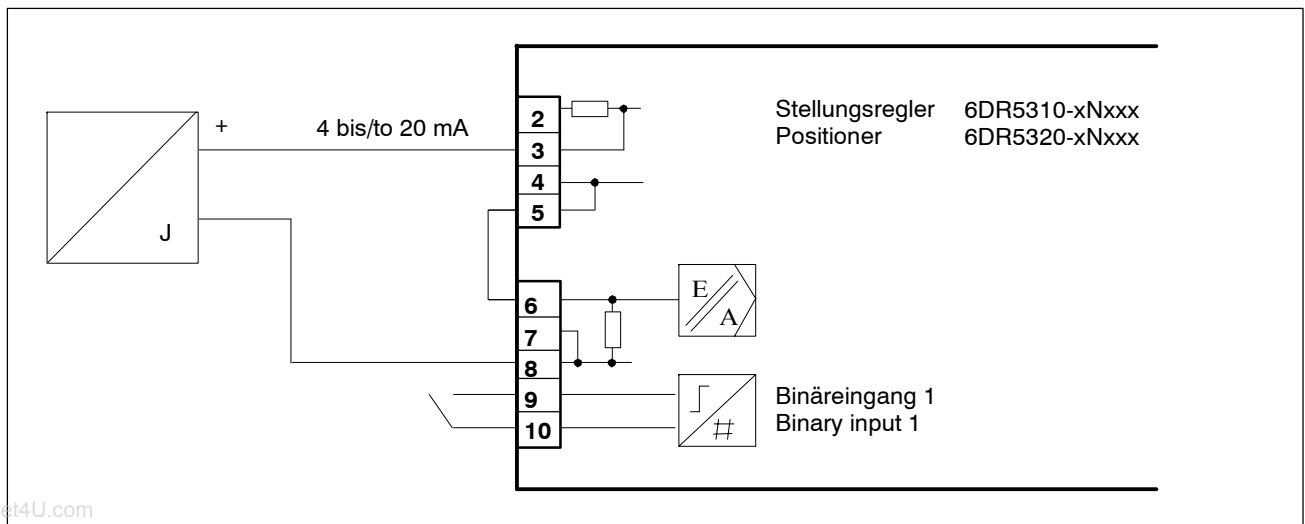 Stellungsregler 6DR5310-xNxxx
Positioner 6DR5320-xNxxx
+ 4 bis/to 20 mA
J
2
3
4
5
6
7
8
9
10
E
A
#
Binäreingang 1
Binary input 1
et4U.com